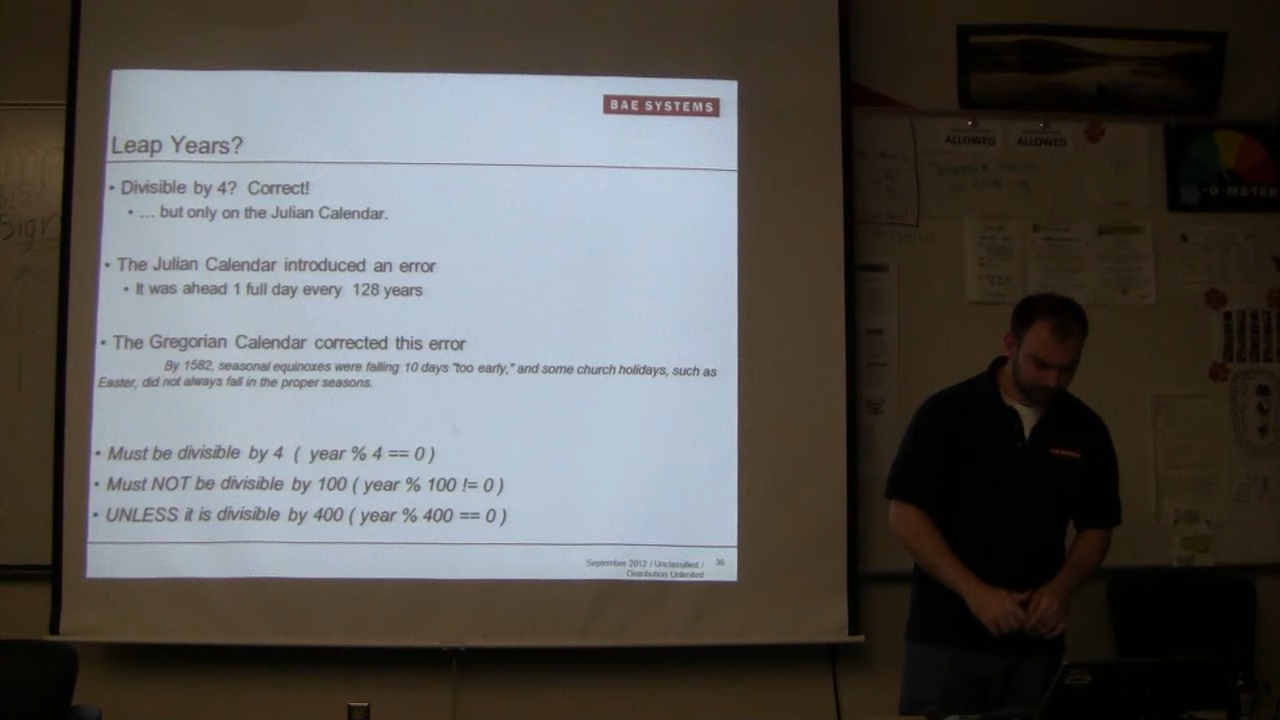 BAE SYSTEMS
Leap Years?
• Divisible by 4? Correct!
• ... but only on the Julian Calendar.
• The Julian Calendar introduced an error
• It was ahead 1 full day every 128 years
• The Gregorian Calendar corrected this error
By 1582, seasonal equinoxes were falling 10 days "too early," and some church holidays, such as
Easter, did not always fall in the proper seasons.
• Must be divisible by 4 ( year % 4 == 0 )
• Must NOT be divisible by 100 ( year % 100 != 0 )
• UNLESS it is divisible by 400 ( year % 400 == 0 )
September 2012 / Unclassified /
Distribution Unlimited
36
ALLOWED
ALLOWED
-O-METER
Sign